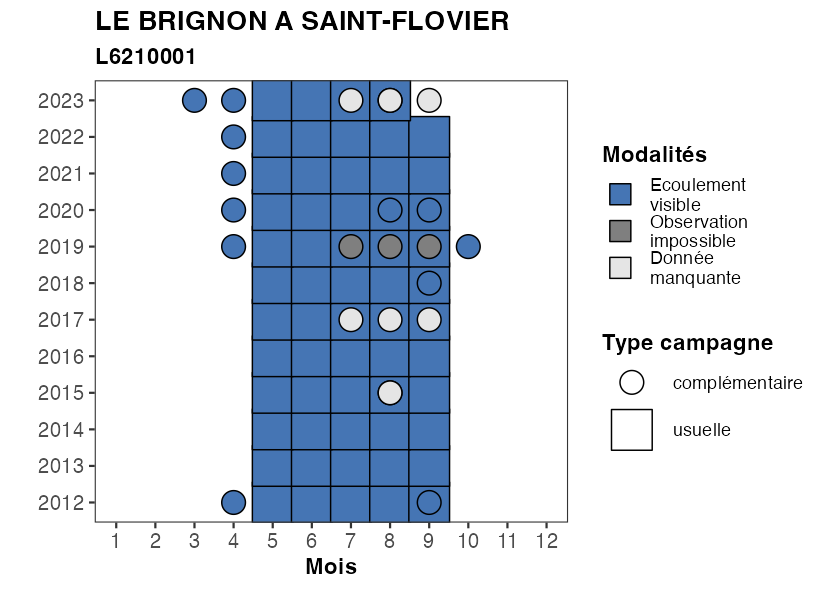 LE BRIGNON A SAINT-FLOVIER
L6210001
2023
2022
2021
2020
2019
2018
2017
2016
2015
2014
2013
2012
1 2 3 4 5 6 7 8 9 10 11 12
Mois
Modalités
Ecoulement
visible
Observation
impossible
Donnée
manquante
Type campagne
complémentaire
usuelle